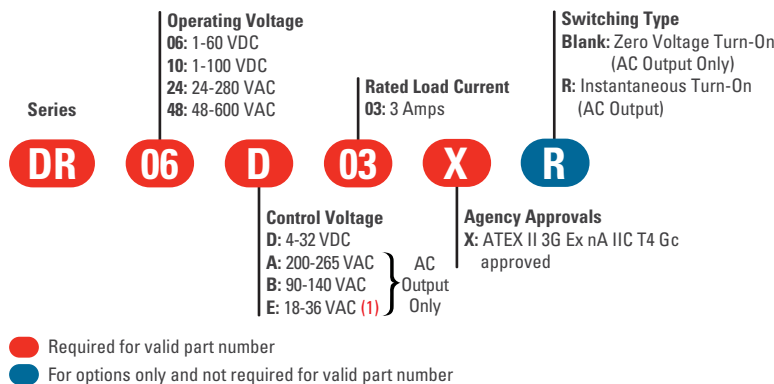 Operating Voltage
06: 1-60 VDC
10: 1-100 VDC
24: 24-280 VAC
48: 48-600 VAC
Switching Type
Blank: Zero Voltage Turn-On
(AC Output Only)
R: Instantaneous Turn-On
(AC Output)
Rated Load Current
03: 3 Amps
Series
DR 06 D 03 X R
Control Voltage
D: 4-32 VDC
A: 200-265 VAC
B: 90-140 VAC
E: 18-36 VAC (1)
AC
Output
Only
Agency Approvals
X: ATEX II 3G Ex nA IIC T4 Gc
approved
Required for valid part number
For options only and not required for valid part number